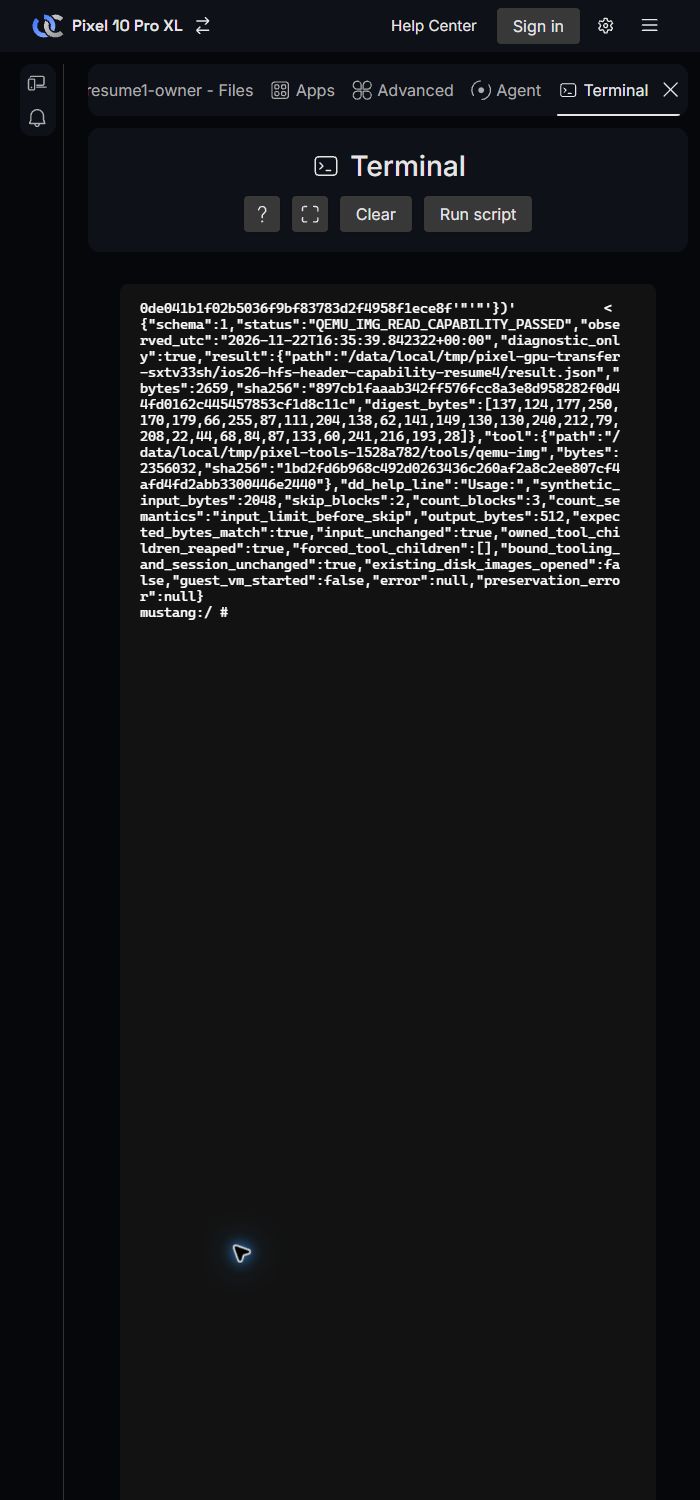 Pixel 10 Pro XL
Help Center
Sign in
resume1-owner - Files
Apps
Advanced
Agent
Terminal
Terminal
?
Clear
Run script
0de041b1f02b5036f9bf83783d2f4958f1ece8f'"'"'})' <
{"schema":1,"status":"QEMU_IMG_READ_CAPABILITY_PASSED","obse
rved_utc":"2026-11-22T16:35:39.842322+00:00","diagnostic_onl
y":true,"result":{"path":"/data/local/tmp/pixel-gpu-transfer
-sxtv33sh/ios26-hfs-header-capability-resume4/result.json","
bytes":2659,"sha256":"897cb1faaab342ff576fcc8a3e8d958282f0d4
4fd0162c445457853cf1d8c11c","digest_bytes":[137,124,177,250,
170,179,66,255,87,111,204,138,62,141,149,130,130,240,212,79,
208,22,44,68,84,87,133,60,241,216,193,28]},"tool":{"path":"/
data/local/tmp/pixel-tools-1528a782/tools/qemu-img","bytes":
2356032,"sha256":"1bd2fd6b968c492d0263436c260af2a8c2ee807cf4
afd4fd2abb3300446e2440"},"dd_help_line":"Usage:","synthetic_
input_bytes":2048,"skip_blocks":2,"count_blocks":3,"count_se
mantics":"input_limit_before_skip","output_bytes":512,"expec
ted_bytes_match":true,"input_unchanged":true,"owned_tool_chi
ldren_reaped":true,"forced_tool_children":[],"bound_tooling_
and_session_unchanged":true,"existing_disk_images_opened":fa
lse,"guest_vm_started":false,"error":null,"preservation_erro
r":null}
mustang:/ #